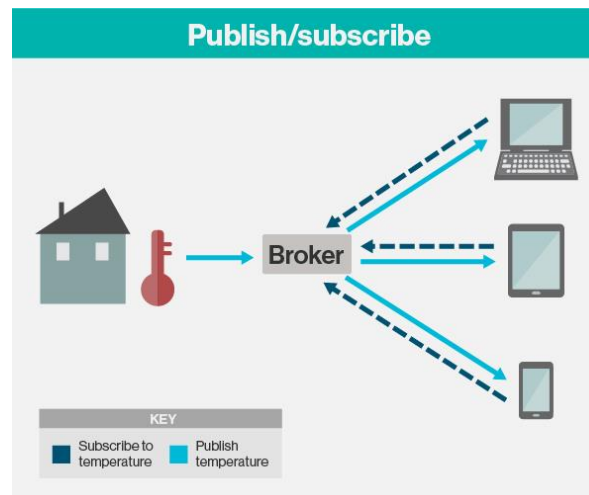 Publish/subscribe
Broker
KEY
Subscribe to
temperature
Publish
temperature